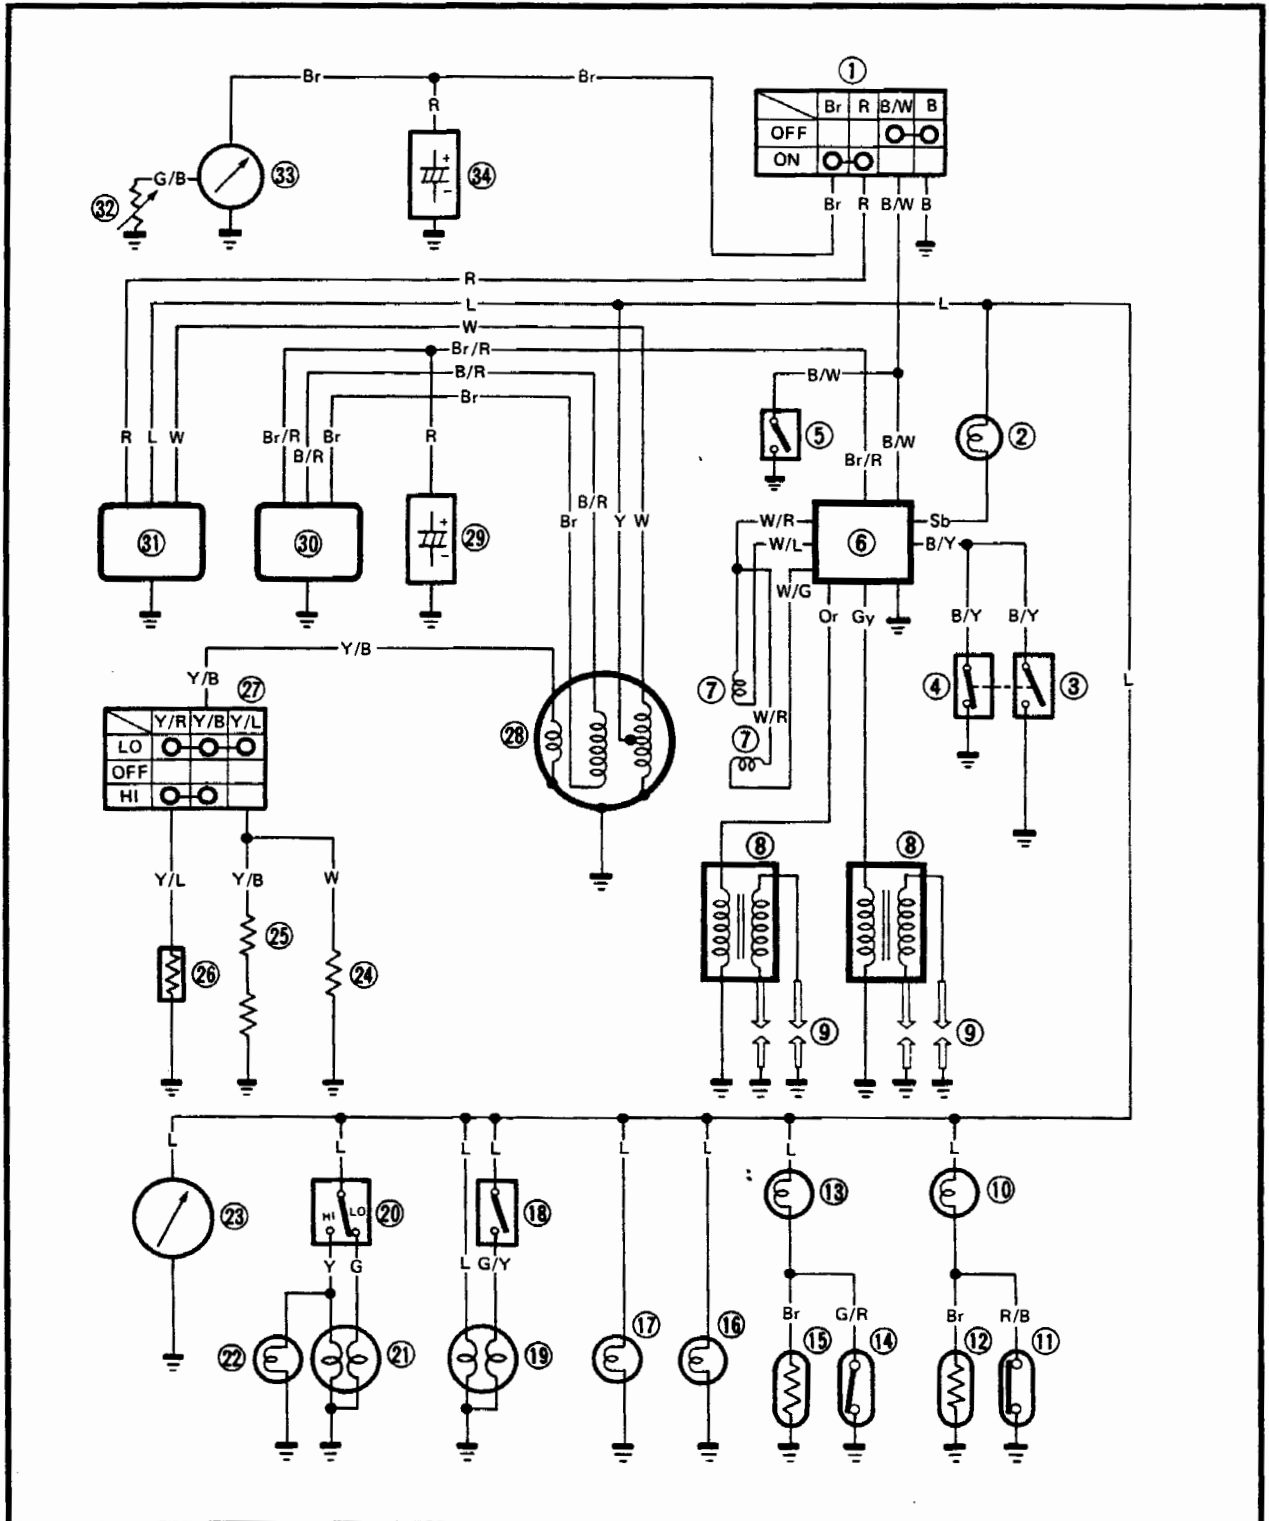 1
Br Br
Br R B/W B
R
OFF
ON
+
-
34
33
G/B
32
Br R B/W B
R
L L
W
Br/R
B/R
Br
B/W
5
2
R L W
Br/R B/R Br
R
B/W
Br/R
B/R
Br Y W
W/R
W/L
W/G
6
Sb
B/Y
31
30
+
-
29
Or Gy
B/Y B/Y
Y/B
Y/B
27
Y/R Y/B Y/L
LO
OFF
HI
28
7
W/R
7
4
3
L
8
8
Y/L Y/B W
25
26
24
9
9
L L L L L L L L
23
HI LO
20
18
13
10
Y G
L G/Y
22
21
19
17
16
Br G/R
15
14
Br R/B
12
11